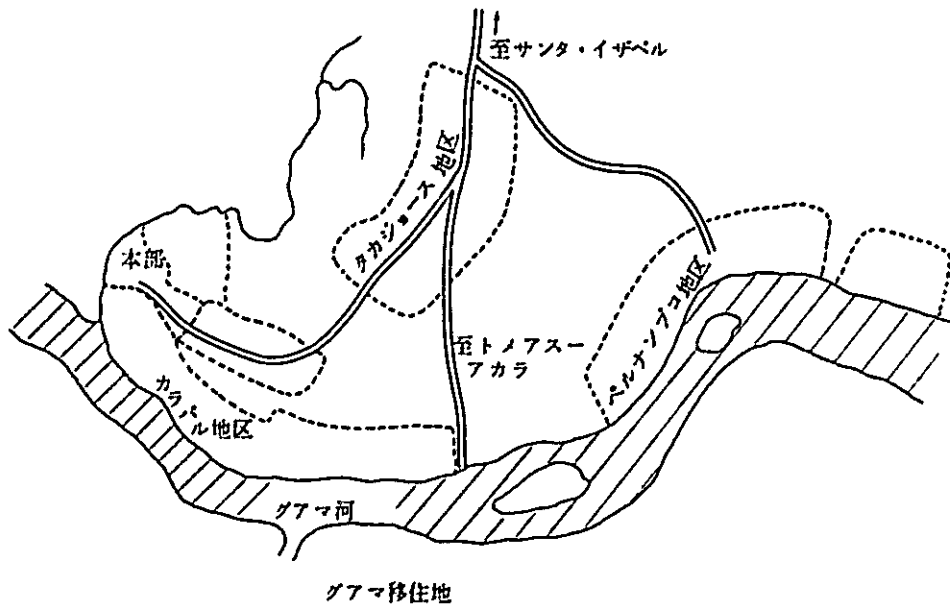 至サンタ・イザベル
タカジョース地区
本部
至トメアスー
アカラ
ペルナンブコ地区
カラパル地区
グアマ河
グアマ移住地